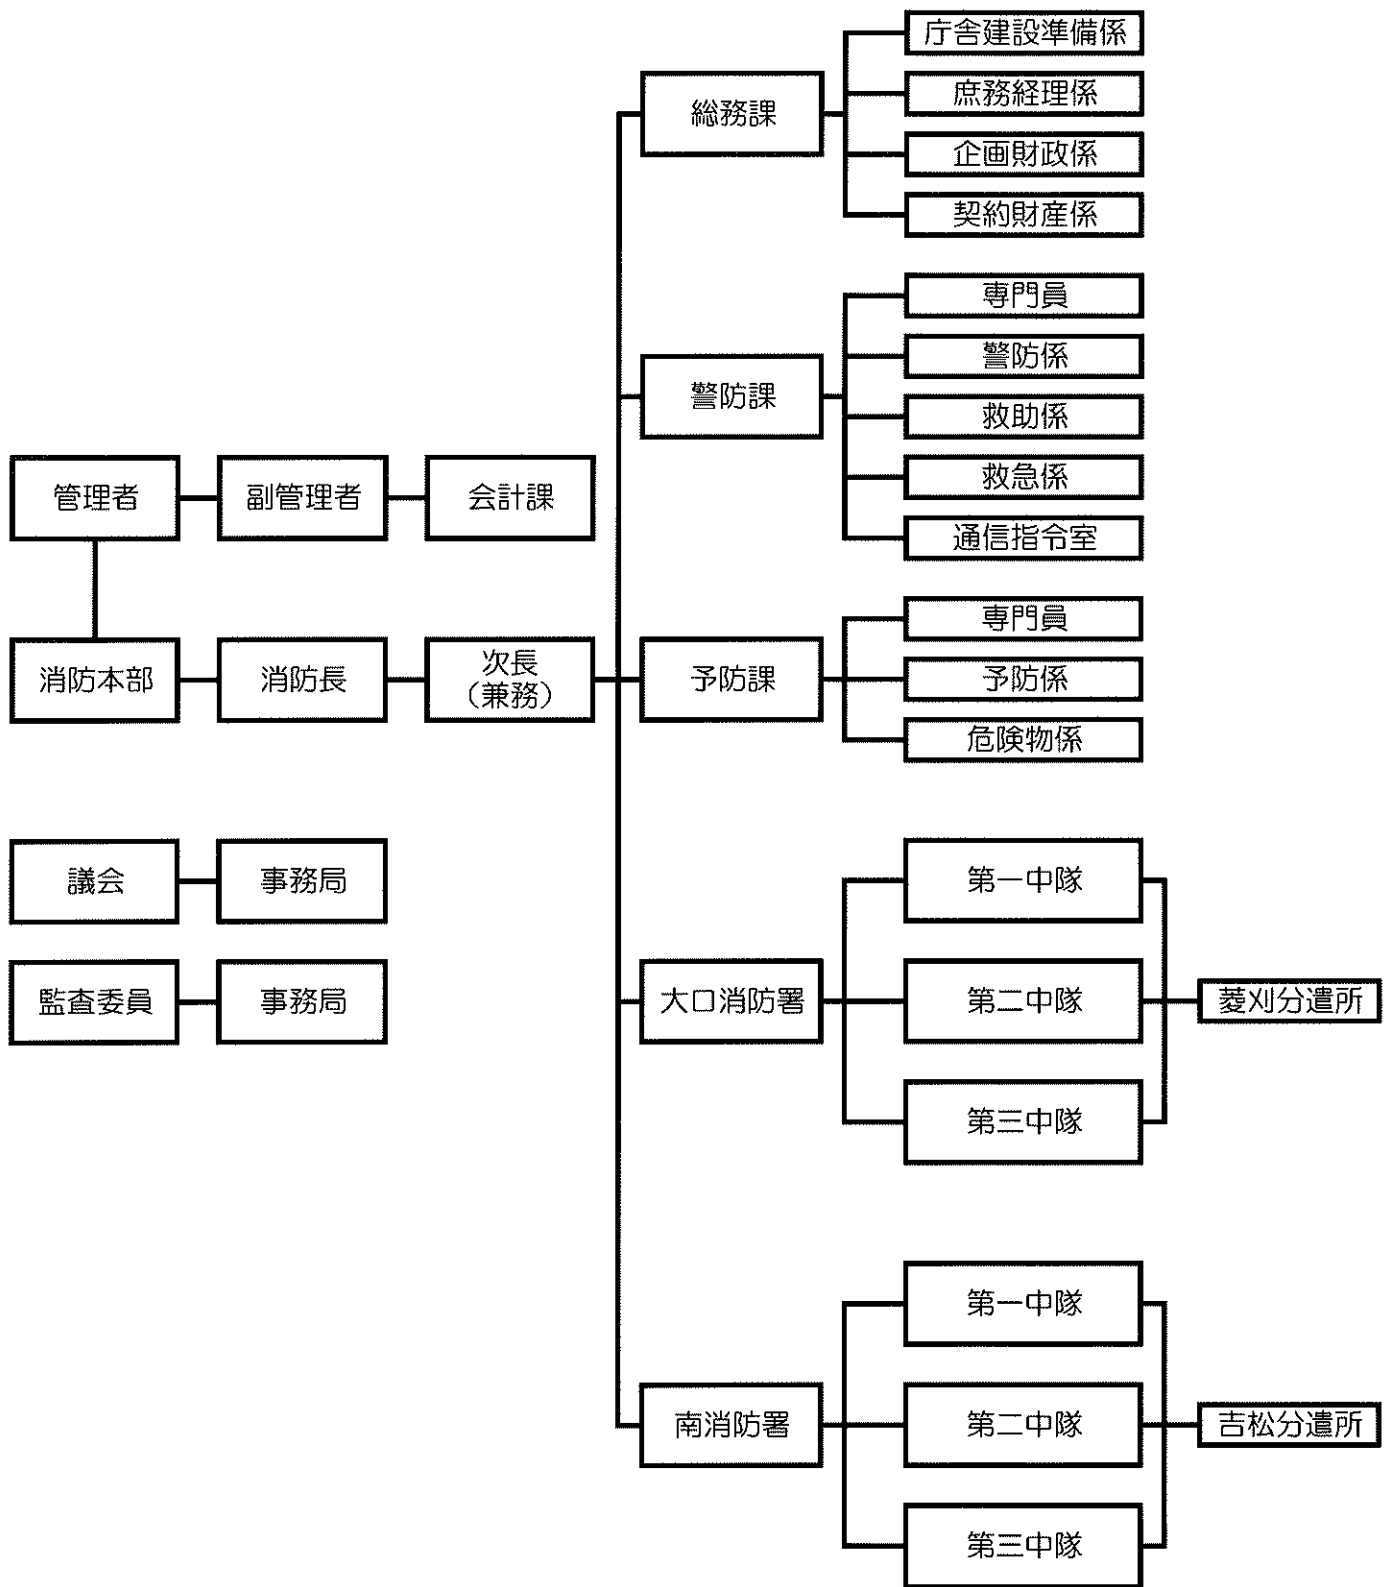 庁舎建設準備係
総務課
庶務経理係
企画財政係
契約財産係
専門員
警防係
警防課
救助係
救急係
通信指令室
管理者
副管理者
会計課
専門員
消防本部
消防長
次長
（兼務）
予防課
予防係
危険物係
議会
事務局
監査委員
事務局
第一中隊
大口消防署
第二中隊
菱刈分遣所
第三中隊
第一中隊
南消防署
第二中隊
吉松分遣所
第三中隊